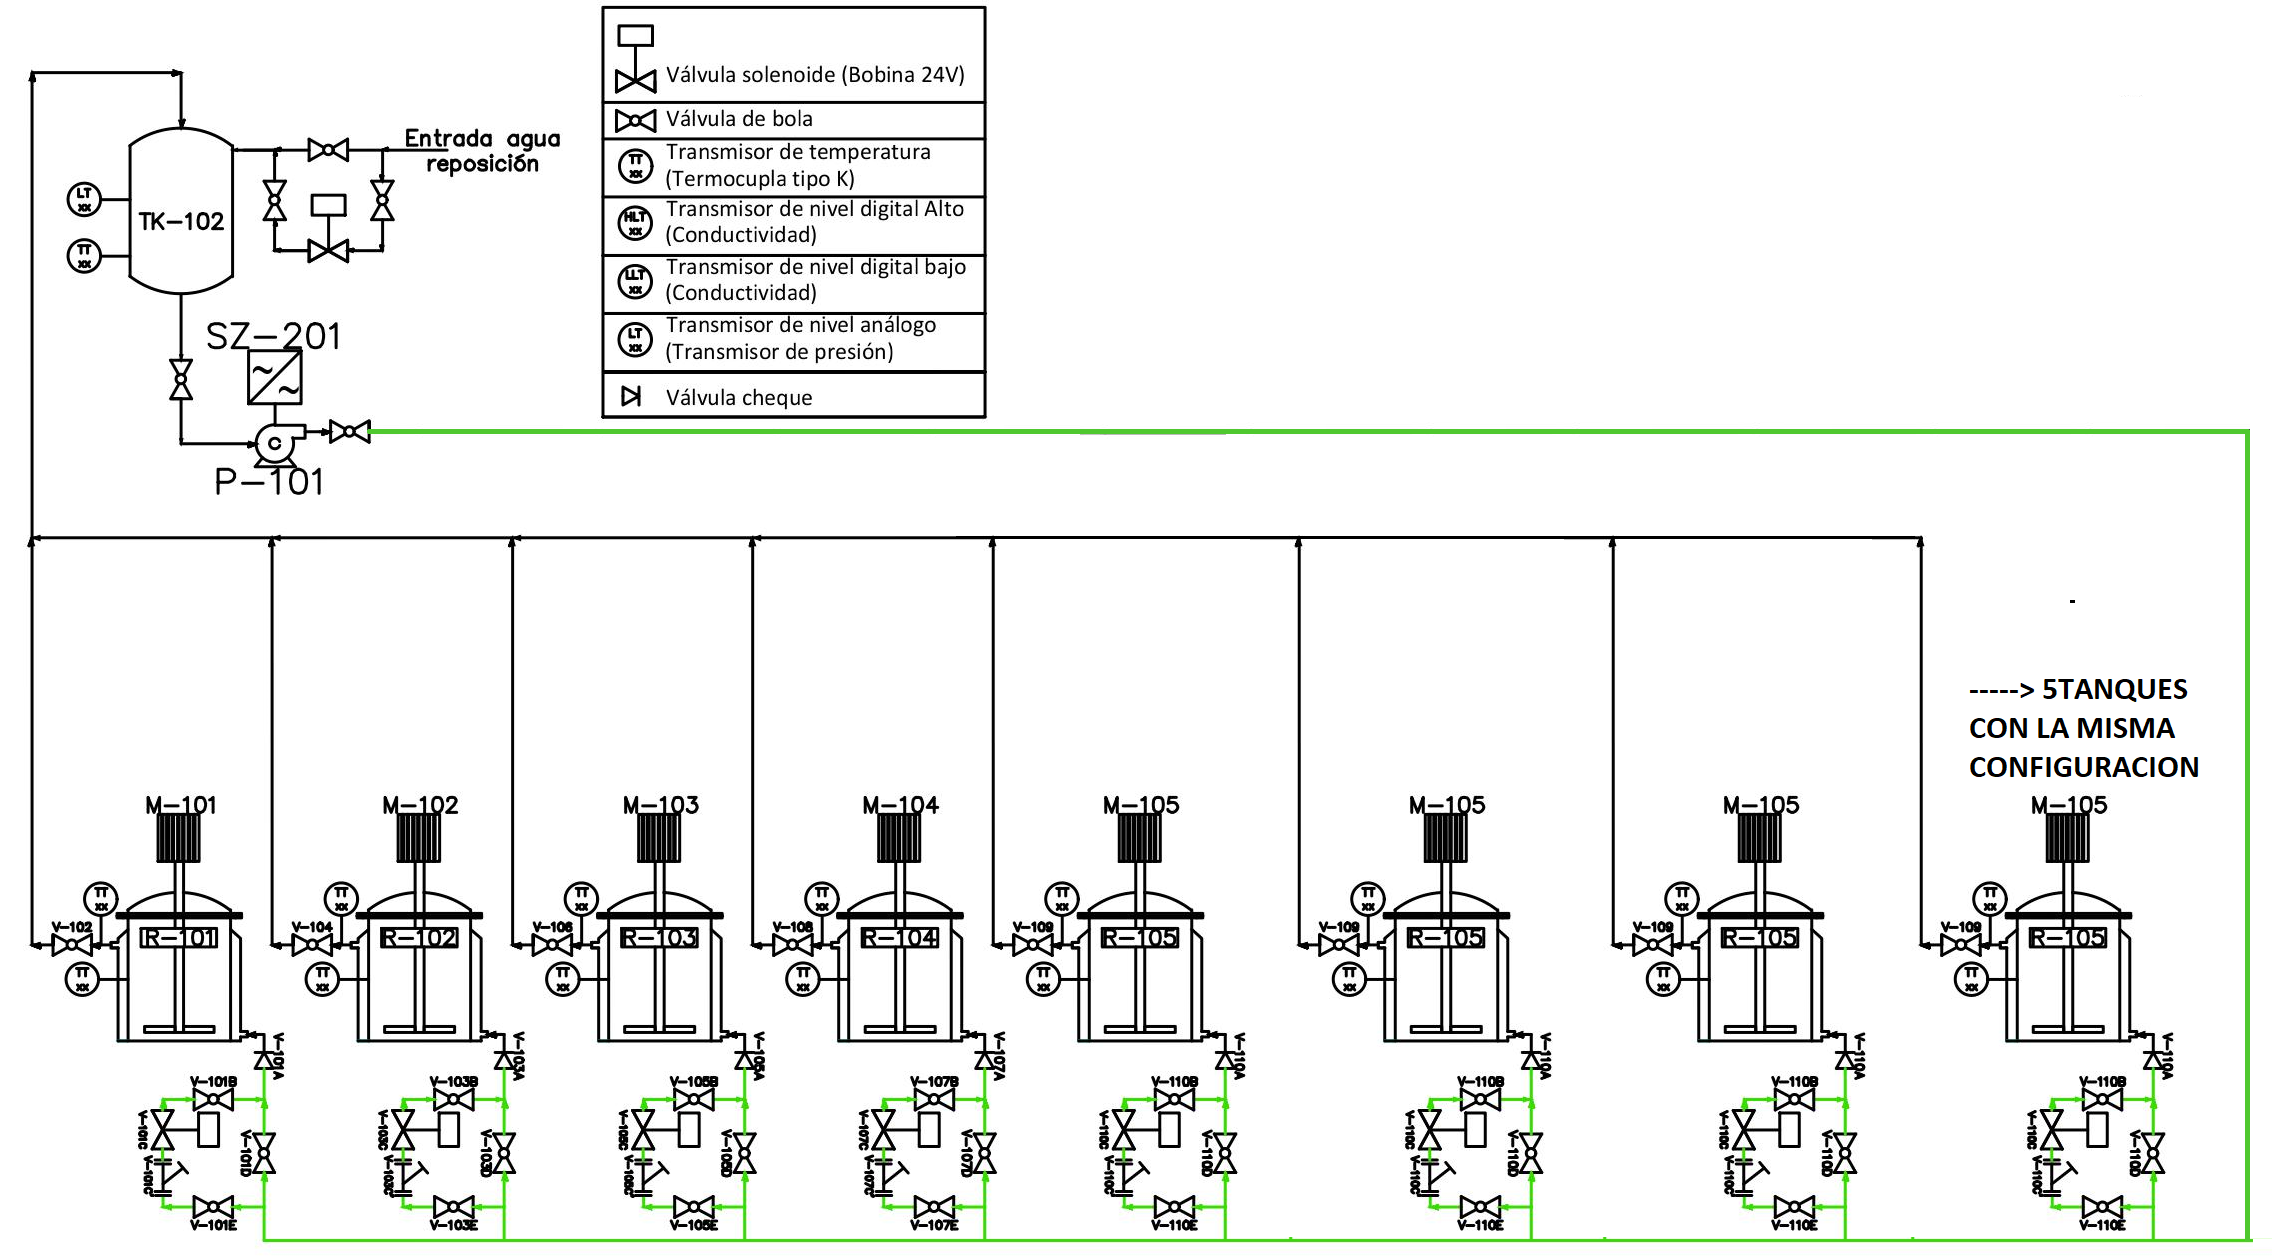 Válvula solenoide (Bobina 24V)
Válvula de bola
TT
xx
Transmisor de temperatura
(Termocupla tipo K)
HLT
xx
Transmisor de nivel digital Alto
(Conductividad)
LLT
xx
Transmisor de nivel digital bajo
(Conductividad)
LT
xx
Transmisor de nivel análogo
(Transmisor de presión)
Válvula cheque
Entrada agua
reposición
LT
xx
TK-102
TT
xx
SZ-201
C
P-101
-----> 5TANQUES
CON LA MISMA
CONFIGURACION
M-101 M-102 M-103 M-104 M-105 M-105 M-105 M-105
TT TT TT TT TT TT TT TT
xx xx xx xx xx xx xx xx
V-102 V-104 V-106 V-108 V-109 V-109 V-109 V-109
R-101 R-102 R-103 R-104 R-105 R-105 R-105 R-105
TT TT TT TT TT TT TT TT
xx xx xx xx xx xx xx xx
V-101A V-103A V-105A V-107A V-110A V-110A V-110A V-110A
V-101B V-103B V-105B V-107B V-110B V-110B V-110B V-110B
V-101C V-103C V-105C V-107C V-110C V-110C V-110C V-110C
V-101D V-103D V-105D V-107D V-110D V-110D V-110D V-110D
V-101C V-103C V-105C V-107C V-110C V-110C V-110C V-110C
V-101E V-103E V-105E V-107E V-110E V-110E V-110E V-110E